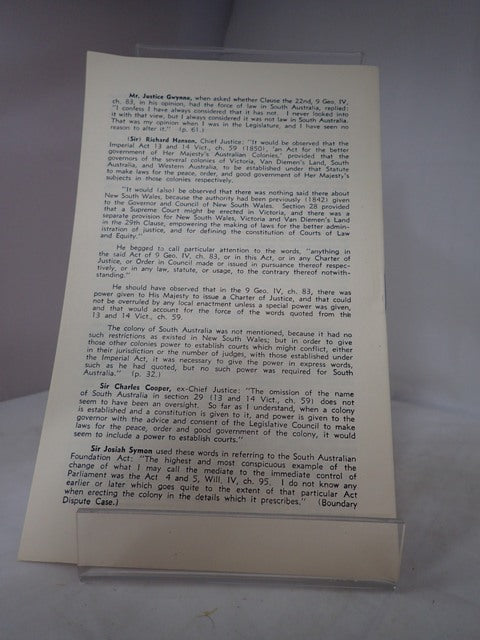 Mr. Justice Gwynne, when asked whether Clause the 22nd, 9 Geo. IV,
ch. 83, in his opinion, had the force of law in South Australia, replied:
"I confess I have always considered that it has not. I never looked into
it with that view, but I always considered it was not law in South Australia.
That was my opinion when I was in the Legislature, and I have seen no
reason to alter it." (p. 61.)
(Sir) Richard Hanson, Chief Justice: "It would be observed that the
Imperial Act 13 and 14 Vict., ch. 59 (1850), 'an Act for the better
government of Her Majesty's Australian Colonies,' provided that the
governors of the several colonies of Victoria, Van Diemen's Land, South
Australia, and Western Australia, to be established under that Statute
to make laws for the peace, order, and good government of Her Majesty's
subjects in those colonies respectively.
"It would (also) be observed that there was nothing said there about
New South Wales, because the authority had been previously (1842) given
to the Governor and Council of New South Wales. Section 28 provided
that a Supreme Court might be erected in Victoria, and there was a
separate provision for New South Wales, Victoria and Van Diemen's Land
in the 29th Clause, empowering the making of laws for the better admin-
istration of justice, and for defining the constitution of Courts of Law
and Equity."
He begged to call particular attention to the words, "anything in
the said Act of 9 Geo. IV, ch. 83, or in this Act, or in any Charter of
Justice, or Order in Council made or issued in pursuance thereof respec-
tively, or in any law, statute, or usage, to the contrary thereof notwith-
standing."
He should have observed that in the 9 Geo. IV, ch. 83, there was
power given to His Majesty to issue a Charter of Justice, and that could
not be overruled by any local enactment unless a special power was given,
and that would account for the force of the words quoted from the
13 and 14 Vict., ch. 59.
The colony of South Australia was not mentioned, because it had no
such restrictions as existed in New South Wales; but in order to give
those other colonies power to establish courts which might conflict, either
in their jurisdiction or the number of judges, with those established under
the Imperial Act, it was necessary to give the power in express words,
such as he had quoted, but no such power was required for South
Australia." (p. 32.)
Sir Charles Cooper, ex-Chief Justice: "The omission of the name
of South Australia in section 29 (13 and 14 Vict., ch. 59) does not
seem to have been an oversight. So far as I understand, when a colony
is established and a constitution is given to it, and power is given to the
governor with the advice and consent of the Legislative Council to make
laws for the peace, order and good government of the colony, it would
seem to include a power to establish courts."
Sir Josiah Symon used these words in referring to the South Australian
Foundation Act: "The highest and most conspicuous example of the
change of what I may call the mediate to the immediate control of
Parliament was the Act 4 and 5, Will. IV, ch. 95. I do not know any
earlier or later which goes quite to the extent of that particular Act
when erecting the colony in the details which it prescribes." (Boundary
Dispute Case.)